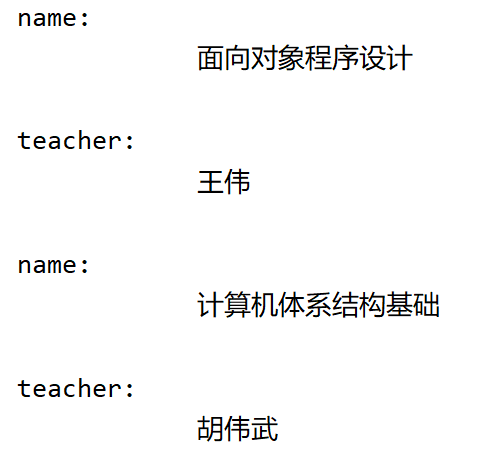 name:
面向对象程序设计
teacher:
王伟
name:
计算机体系结构基础
teacher:
胡伟武